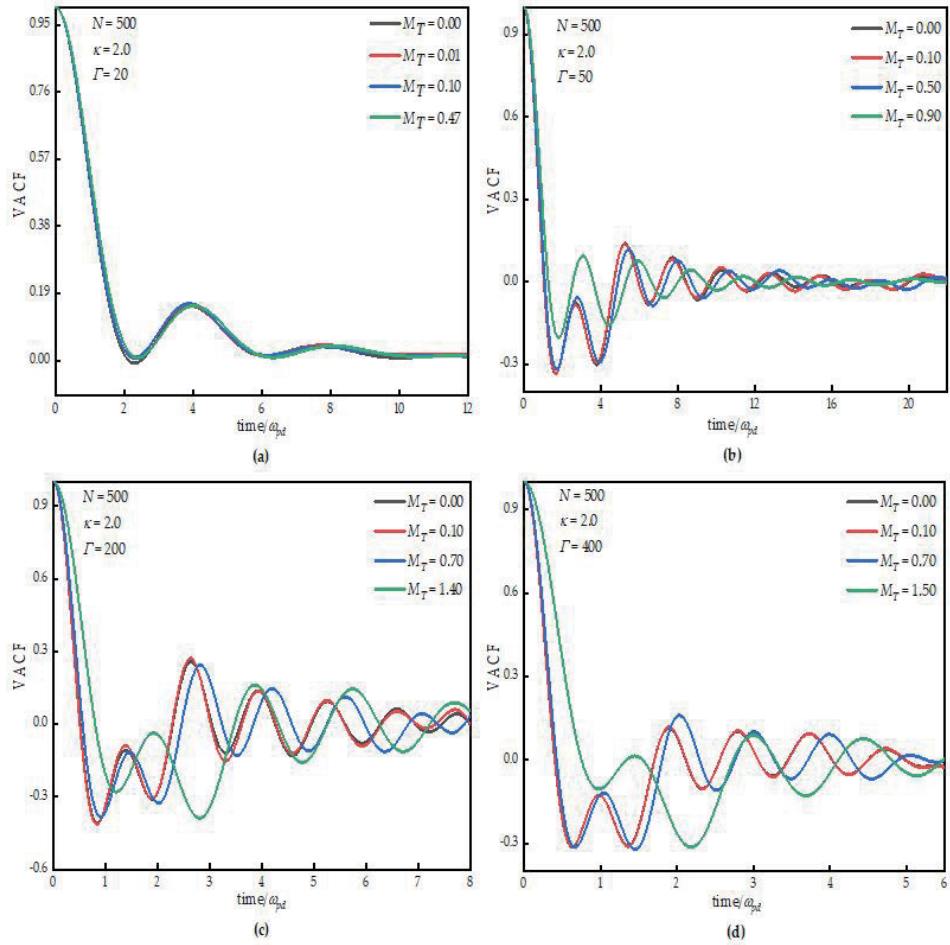 0.95
0.76
0.57
0.38
0.19
0.00
VACF
N = 500
κ = 2.0
Γ = 20
M_T = 0.00
M_T = 0.01
M_T = 0.10
M_T = 0.47
0 2 4 6 8 10 12
time/ω_pd
(a)
0.9
0.6
0.3
0.0
-0.3
VACF
N = 500
κ = 2.0
Γ = 50
M_T = 0.00
M_T = 0.10
M_T = 0.50
M_T = 0.90
0 4 8 12 16 20
time/ω_pd
(b)
0.9
0.6
0.3
0.0
-0.3
-0.6
VACF
N = 500
κ = 2.0
Γ = 200
M_T = 0.00
M_T = 0.10
M_T = 0.70
M_T = 1.40
0 1 2 3 4 5 6 7 8
time/ω_pd
(c)
0.9
0.6
0.3
0.0
-0.3
VACF
N = 500
κ = 2.0
Γ = 400
M_T = 0.00
M_T = 0.10
M_T = 0.70
M_T = 1.50
0 1 2 3 4 5 6
time/ω_pd
(d)